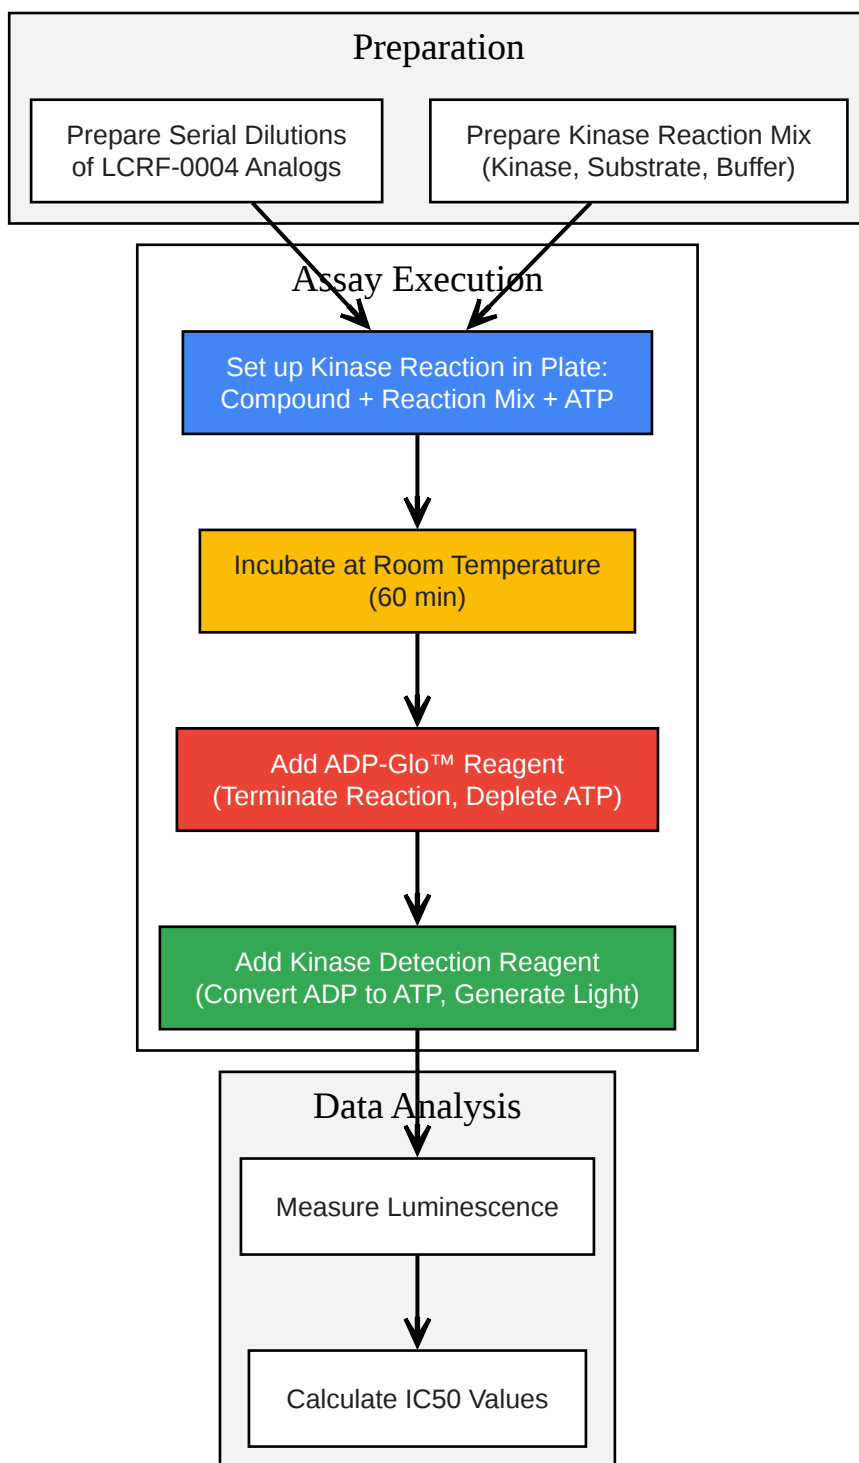 Preparation
Prepare Serial Dilutions
of LCRF-0004 Analogs
Prepare Kinase Reaction Mix
(Kinase, Substrate, Buffer)
Assay Execution
Set up Kinase Reaction in Plate:
Compound + Reaction Mix + ATP
Incubate at Room Temperature
(60 min)
Add ADP-Glo™ Reagent
(Terminate Reaction, Deplete ATP)
Add Kinase Detection Reagent
(Convert ADP to ATP, Generate Light)
Data Analysis
Measure Luminescence
Calculate IC50 Values